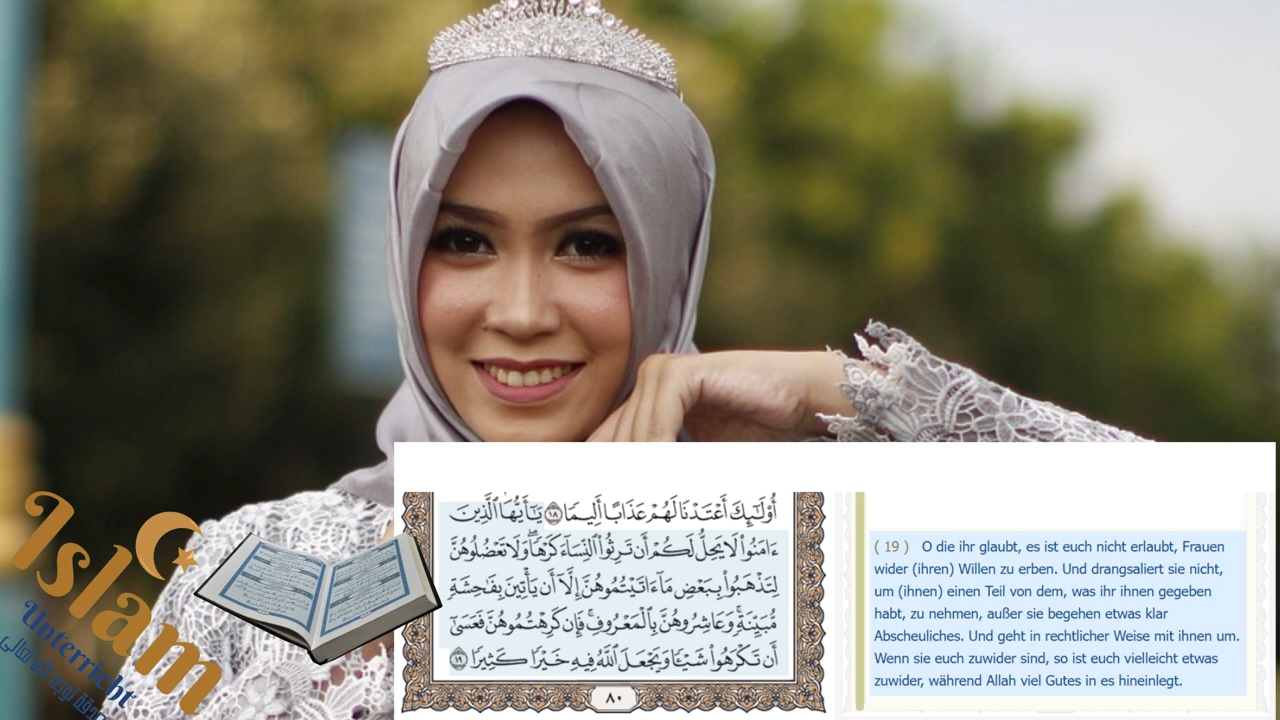 أُوْلَٰٓئِكَ أَعْتَدْنَا لَهُمْ عَذَابًا أَلِيمًا ١٨ يَٰٓأَيُّهَا ٱلَّذِينَ
ءَامَنُواْ لَا يَحِلُّ لَكُمْ أَن تَرِثُواْ ٱلنِّسَآءَ كَرْهًا ۖ وَلَا تَعْضُلُوهُنَّ
لِتَذْهَبُواْ بِبَعْضِ مَآ ءَاتَيْتُمُوهُنَّ إِلَّآ أَن يَأْتِينَ بِفَٰحِشَةٍ
مُّبَيِّنَةٍ ۚ وَعَاشِرُوهُنَّ بِٱلْمَعْرُوفِ ۚ فَإِن كَرِهْتُمُوهُنَّ فَعَسَىٰٓ
أَن تَكْرَهُواْ شَيْـًٔا وَيَجْعَلَ ٱللَّهُ فِيهِ خَيْرًا كَثِيرًا ١٩
٨٠
( 19 ) O die ihr glaubt, es ist euch nicht erlaubt, Frauen
wider (ihren) Willen zu erben. Und drangsaliert sie nicht,
um (ihnen) einen Teil von dem, was ihr ihnen gegeben
habt, zu nehmen, außer sie begehen etwas klar
Abscheuliches. Und geht in rechtlicher Weise mit ihnen um.
Wenn sie euch zuwider sind, so ist euch vielleicht etwas
zuwider, während Allah viel Gutes in es hineinlegt.
Islam
Unterricht